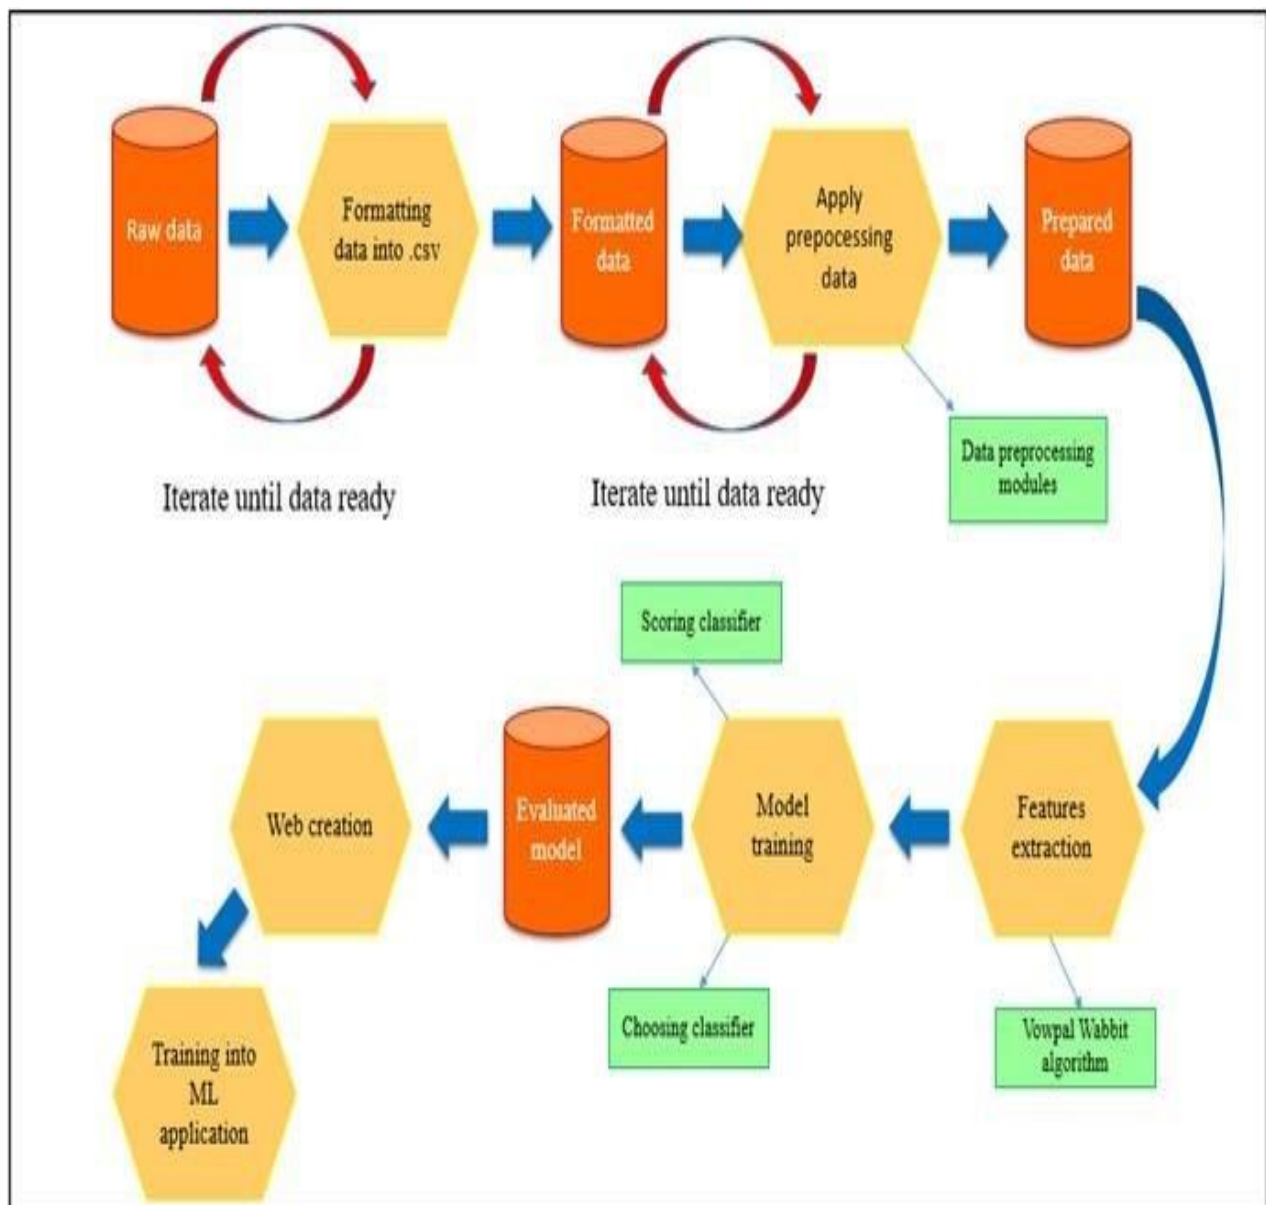 Raw data
Formatting
data into .csv
Formatted
data
Apply
prepocessing
data
Prepared
data
Iterate until data ready
Iterate until data ready
Data preprocessing
modules
Scoring classifier
Web creation
Evaluated
model
Model
training
Features
extraction
Choosing classifier
Vowpal Wabbit
algorithm
Training into
ML
application